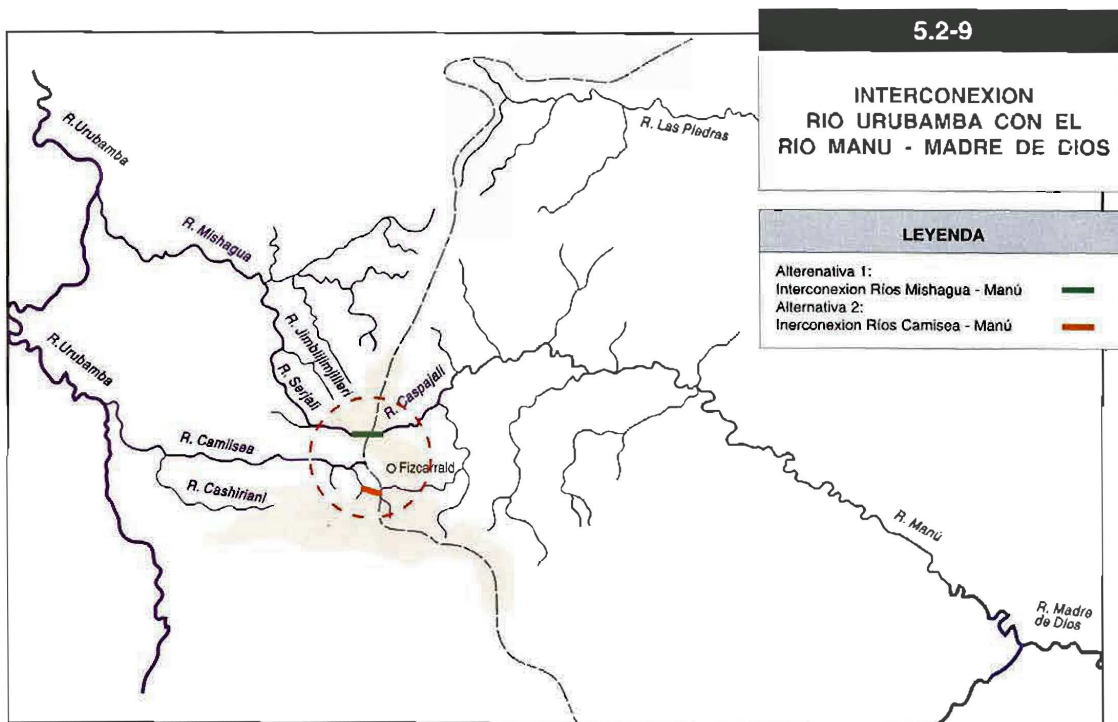 5.2-9
INTERCONEXION
RIO URUBAMBA CON EL
RIO MANU - MADRE DE DIOS
LEYENDA
Alterenativa 1:
Interconexion Ríos Mishagua - Manú
Alternativa 2:
Inerconexion Ríos Camisea - Manú
R. Urubamba
R. Las Piedras
R. Mishagua
R. Jimblijimjilleri
R. Urubamba
R. Serjali
R. Caspajali
R. Camiisea
Fizcarrald
R. Cashiriani
R. Manú
R. Madre
de Dios